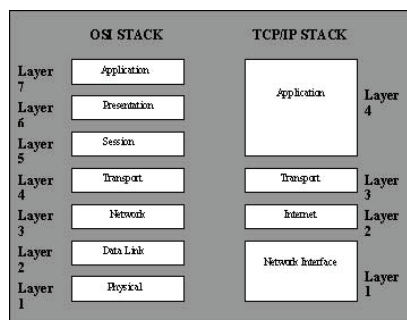 OSI STACK TCP/IP STACK
Layer 7 Application Application Layer 4
Layer 6 Presentation
Layer 5 Session
Layer 4 Transport Transport Layer 3
Layer 3 Network Internet Layer 2
Layer 2 Data Link Network Interface Layer 1
Layer 1 Physical